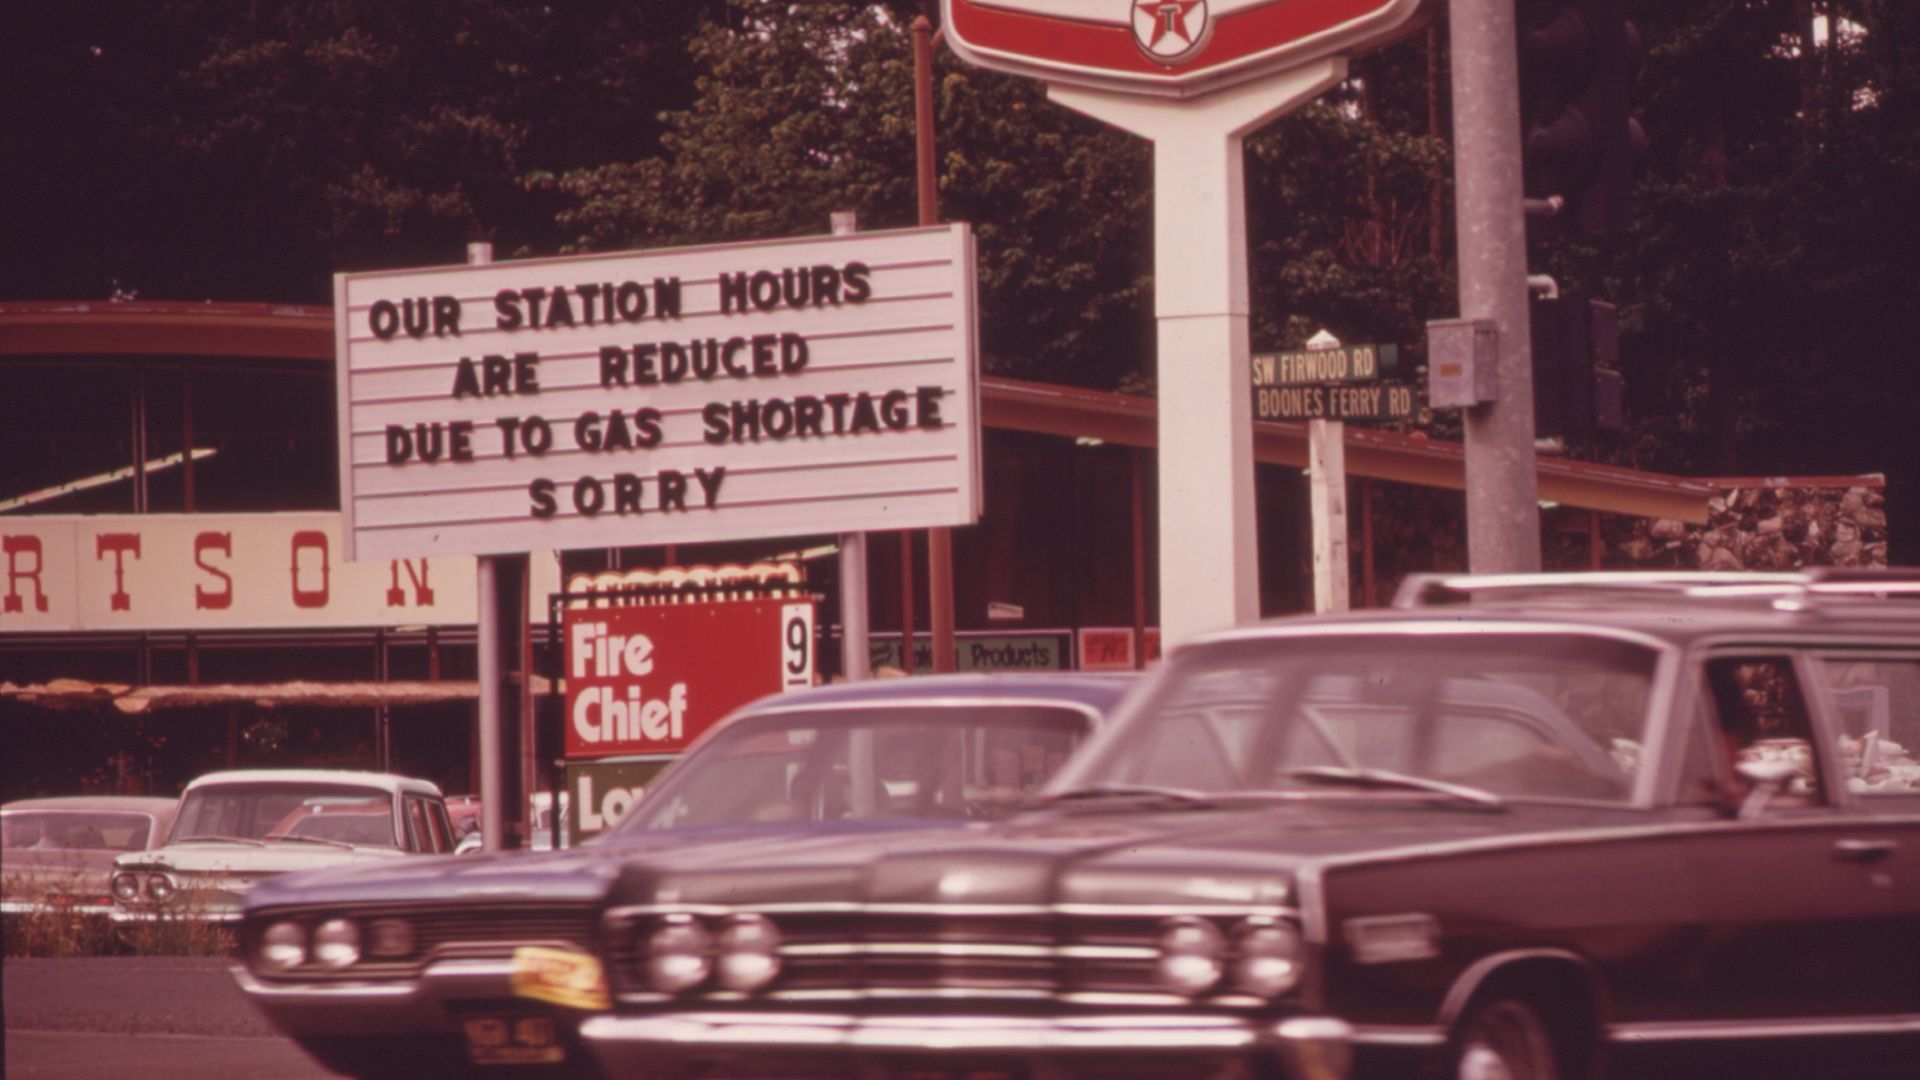 T
OUR STATION HOURS
ARE REDUCED
DUE TO GAS SHORTAGE
SORRY
SW FIRWOOD RD
BOONES FERRY RD
RTSON
Fire
Chief
9
Products